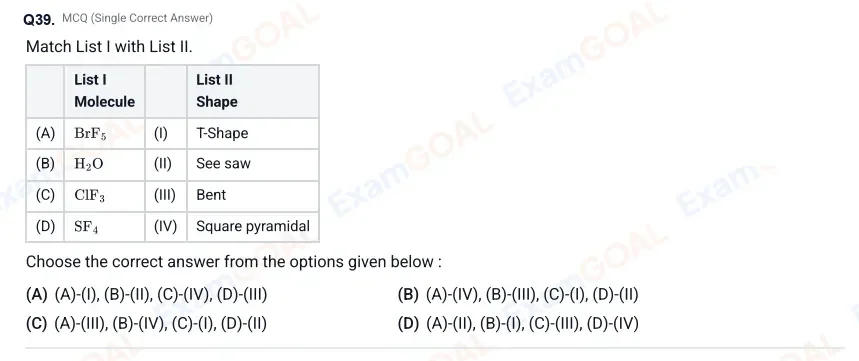 Q39. MCQ (Single Correct Answer)
Match List I with List II.
List I Molecule List II Shape
(A) BrF₅ (I) T-Shape
(B) H₂O (II) See saw
(C) ClF₃ (III) Bent
(D) SF₄ (IV) Square pyramidal
Choose the correct answer from the options given below :
(A) (A)-(I), (B)-(II), (C)-(IV), (D)-(III) (B) (A)-(IV), (B)-(III), (C)-(I), (D)-(II)
(C) (A)-(III), (B)-(IV), (C)-(I), (D)-(II) (D) (A)-(II), (B)-(I), (C)-(III), (D)-(IV)
ExamGOAL
ExamGOAL